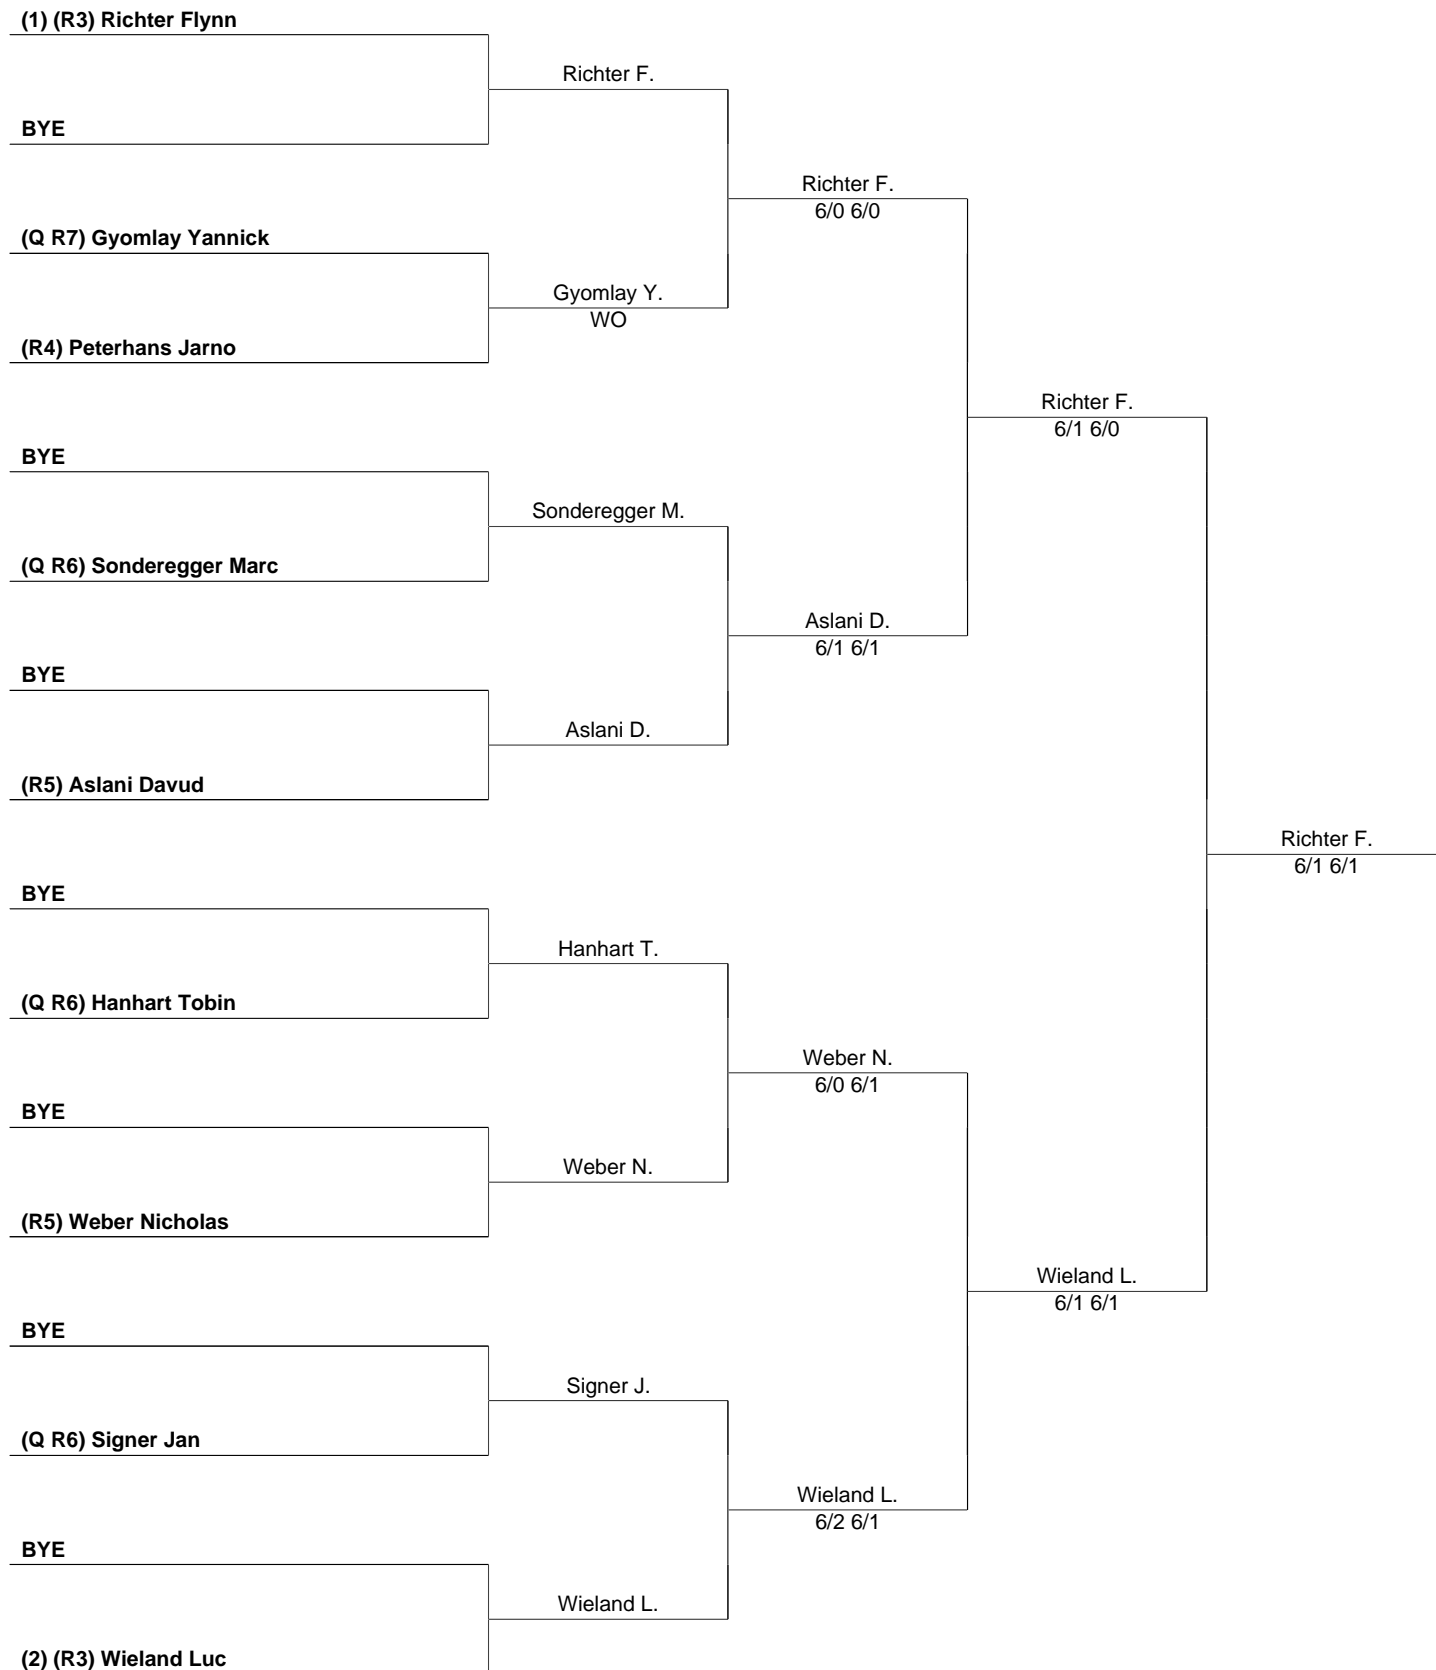 (1) (R3) Richter Flynn
Richter F.
BYE
Richter F.
6/0 6/0
(Q R7) Gyomlay Yannick
Gyomlay Y.
WO
(R4) Peterhans Jarno
Richter F.
6/1 6/0
BYE
Sonderegger M.
(Q R6) Sonderegger Marc
Aslani D.
6/1 6/1
BYE
Aslani D.
(R5) Aslani Davud
Richter F.
6/1 6/1
BYE
Hanhart T.
(Q R6) Hanhart Tobin
Weber N.
6/0 6/1
BYE
Weber N.
(R5) Weber Nicholas
Wieland L.
6/1 6/1
BYE
Signer J.
(Q R6) Signer Jan
Wieland L.
6/2 6/1
BYE
Wieland L.
(2) (R3) Wieland Luc